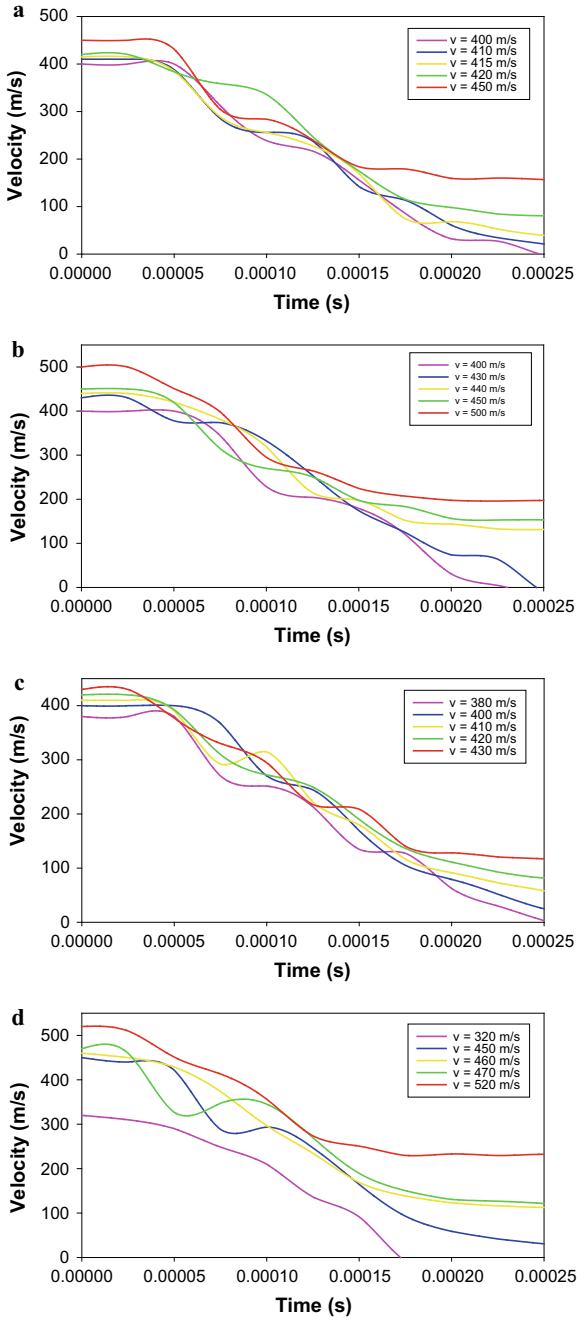 a
500
400
300
200
100
0
Velocity (m/s)
v = 400 m/s
v = 410 m/s
v = 415 m/s
v = 420 m/s
v = 450 m/s
0.00000 0.00005 0.00010 0.00015 0.00020 0.00025
Time (s)
b
500
400
300
200
100
0
Velocity (m/s)
v = 400 m/s
v = 430 m/s
v = 440 m/s
v = 450 m/s
v = 500 m/s
0.00000 0.00005 0.00010 0.00015 0.00020 0.00025
Time (s)
c
400
300
200
100
0
Velocity (m/s)
v = 380 m/s
v = 400 m/s
v = 410 m/s
v = 420 m/s
v = 430 m/s
0.00000 0.00005 0.00010 0.00015 0.00020 0.00025
Time (s)
d
500
400
300
200
100
0
Velocity (m/s)
v = 320 m/s
v = 450 m/s
v = 460 m/s
v = 470 m/s
v = 520 m/s
0.00000 0.00005 0.00010 0.00015 0.00020 0.00025
Time (s)